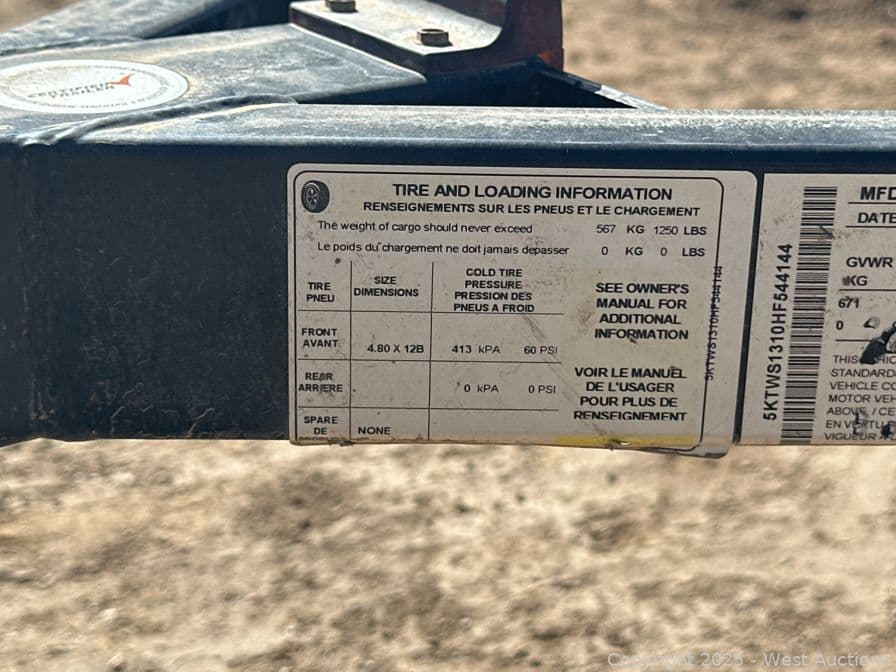 CERTIFIED
TIRE AND LOADING INFORMATION
RENSEIGNEMENTS SUR LES PNEUS ET LE CHARGEMENT
The weight of cargo should never exceed 567 KG 1250 LBS
Le poids du chargement ne doit jamais depasser 0 KG 0 LBS
TIRE
PNEU
SIZE
DIMENSIONS
COLD TIRE
PRESSURE
PRESSION DES
PNEUS A FROID
FRONT
AVANT
4.80 X 12B
413 kPA 60 PSI
REAR
ARRIERE
0 kPA 0 PSI
SPARE
DE
NONE
SEE OWNER'S
MANUAL FOR
ADDITIONAL
INFORMATION
VOIR LE MANUEL
DE L'USAGER
POUR PLUS DE
RENSEIGNEMENT
5KTWS1310HF544144
5KTWS1310HF544144
MFD
DATE
GVWR
KG
671
0
THIS
STANDARD
VEHICLE CO
MOTOR VEH
ABOVE / CE
EN VERTU
VIGUEUR
West Auctions